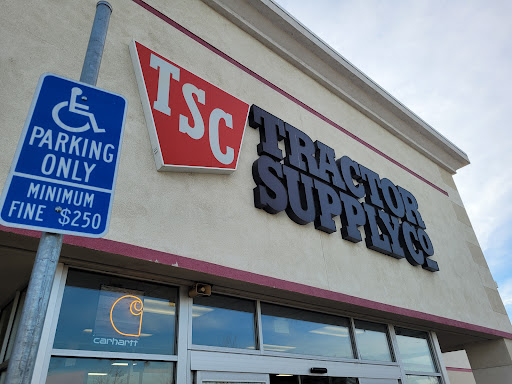 PARKING
ONLY
MINIMUM
FINE $250
TSC
TRACTOR
SUPPLY CO
carhartt